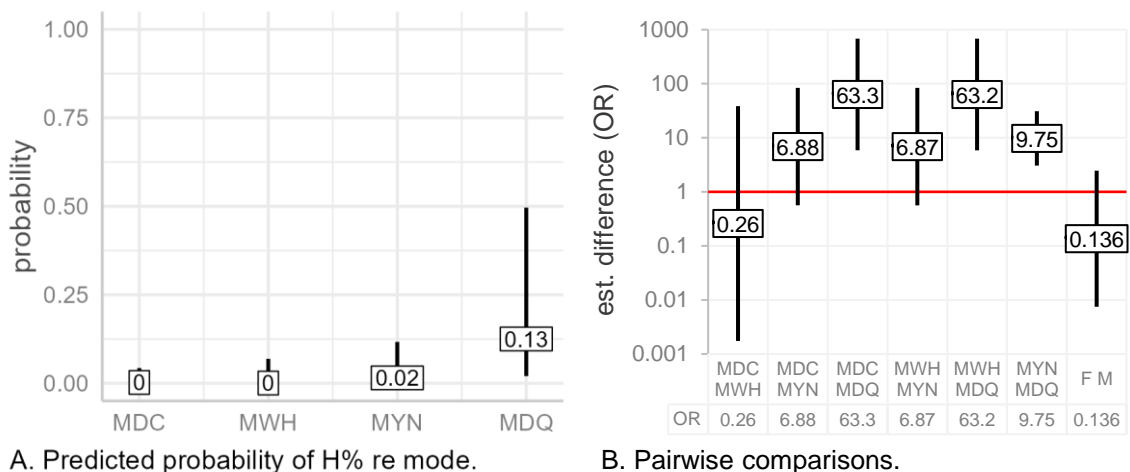 1.00
0.75
0.50
0.25
0.00
probability
0
0
0.02
0.13
MDC MWH MYN MDQ
A. Predicted probability of H% re mode.
1000
100
10
1
0.1
0.01
0.001
est. difference (OR)
0.26
6.88
63.3
6.87
63.2
9.75
0.136
MDC MDC MDC MWH MWH MYN F M
MWH MYN MDQ MYN MDQ MDQ
OR 0.26 6.88 63.3 6.87 63.2 9.75 0.136
B. Pairwise comparisons.